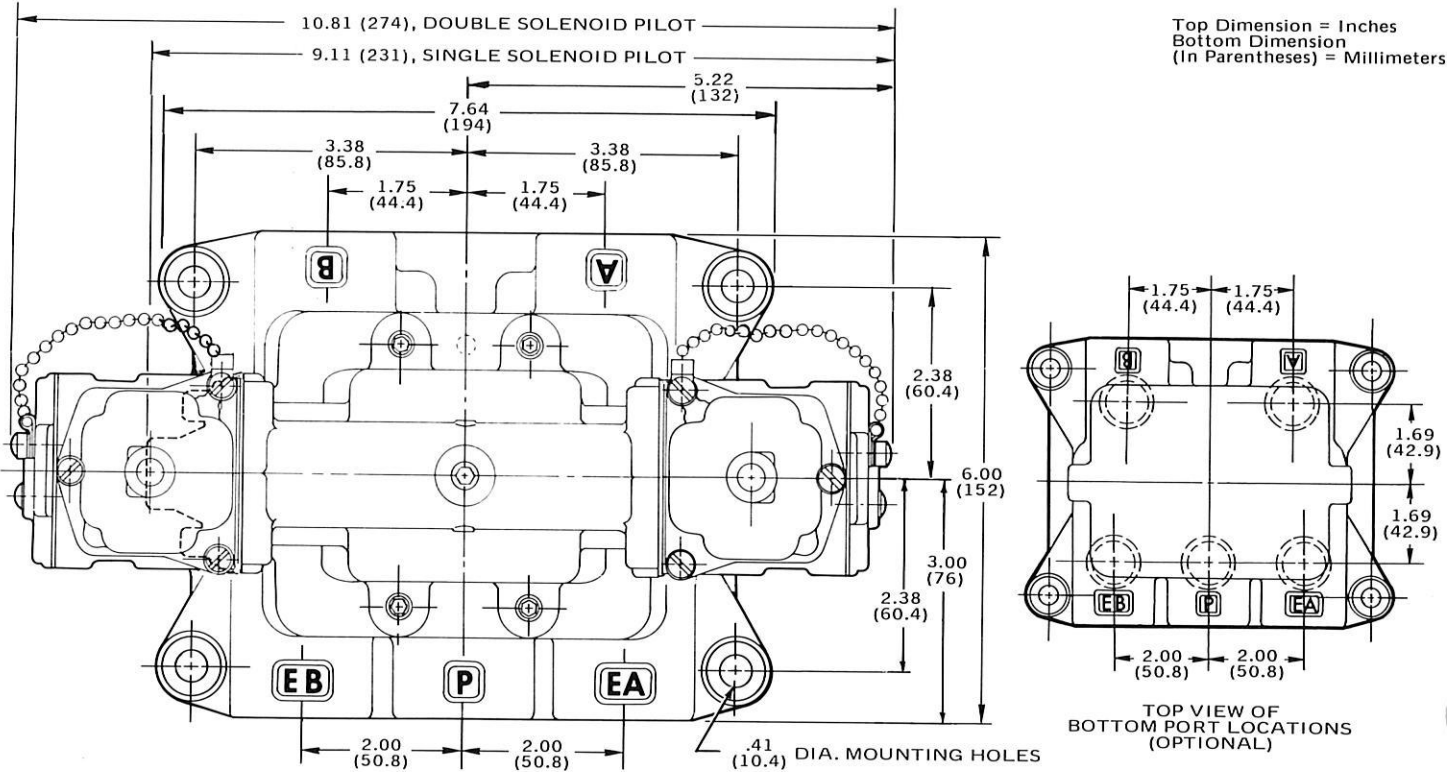 10.81 (274), DOUBLE SOLENOID PILOT
9.11 (231), SINGLE SOLENOID PILOT
5.22
(132)
7.64
(194)
3.38
(85.8)
3.38
(85.8)
1.75
(44.4)
1.75
(44.4)
Top Dimension = Inches
Bottom Dimension
(In Parentheses) = Millimeters
B
A
2.38
(60.4)
6.00
(152)
3.00
(76)
2.38
(60.4)
EB
P
EA
2.00
(50.8)
2.00
(50.8)
.41
(10.4) DIA. MOUNTING HOLES
1.75
(44.4)
1.75
(44.4)
B
A
1.69
(42.9)
1.69
(42.9)
EB
P
EA
2.00
(50.8)
2.00
(50.8)
TOP VIEW OF
BOTTOM PORT LOCATIONS
(OPTIONAL)